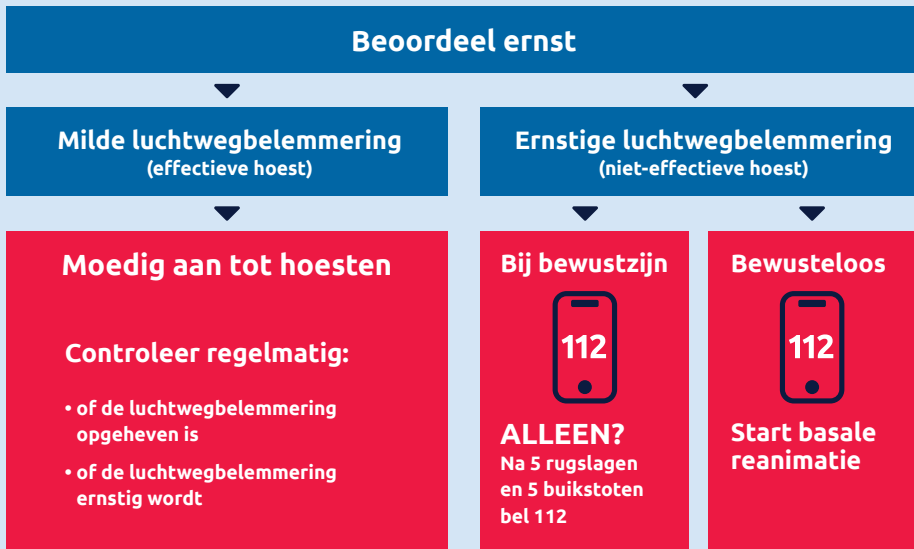 Beoordeel ernst
Milde luchtwegbelemmering
(effectieve hoest)
Ernstige luchtwegbelemmering
(niet-effectieve hoest)
Moedig aan tot hoesten
Controleer regelmatig:
• of de luchtwegbelemmering
opgeheven is
• of de luchtwegbelemmering
ernstig wordt
Bij bewustzijn
112
ALLEEN?
Na 5 rugslagen
en 5 buikstoten
bel 112
Bewusteloos
112
Start basale
reanimatie